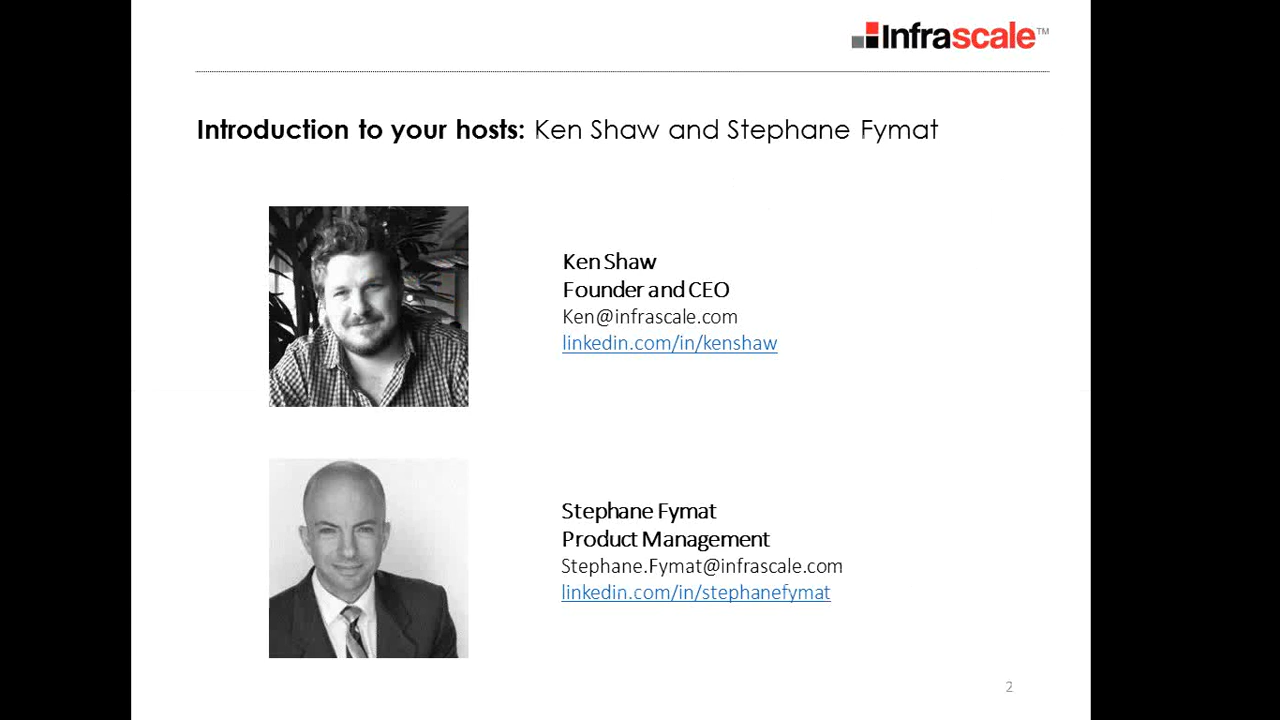 Infrascale™
Introduction to your hosts: Ken Shaw and Stephane Fymat
Ken Shaw
Founder and CEO
Ken@infrascale.com
linkedin.com/in/kenshaw
Stephane Fymat
Product Management
Stephane.Fymat@infrascale.com
linkedin.com/in/stephanefymat
2